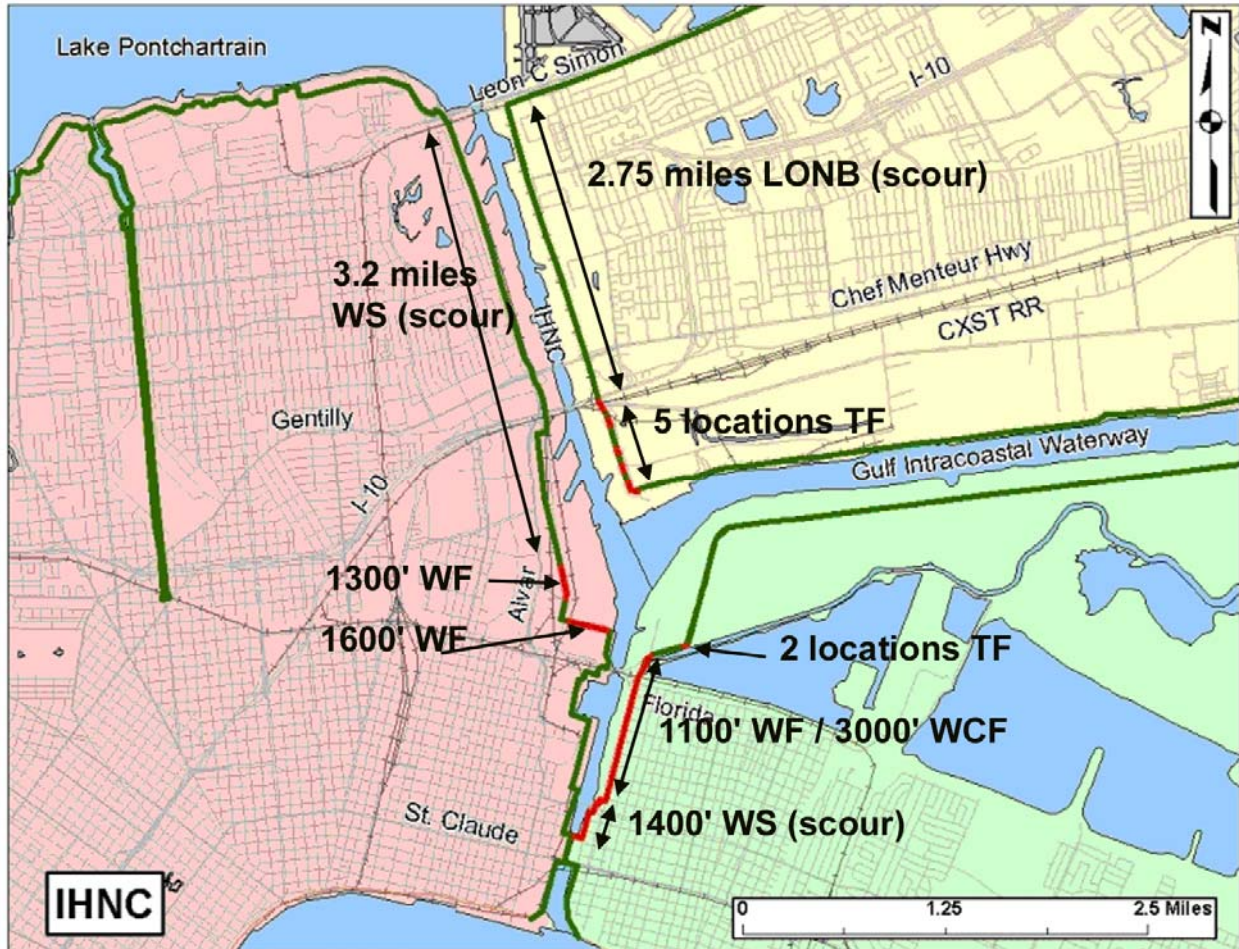 Lake Pontchartrain
Leon C Simon
I-10
N
2.75 miles LONB (scour)
3.2 miles
WS (scour)
IHNC
Chef Menteur Hwy
CXST RR
Gentilly
5 locations TF
Gulf Intracoastal Waterway
I-10
1300' WF
Alvar
1600' WF
2 locations TF
Florida
1100' WF / 3000' WCF
St. Claude
1400' WS (scour)
IHNC
0 1.25 2.5 Miles